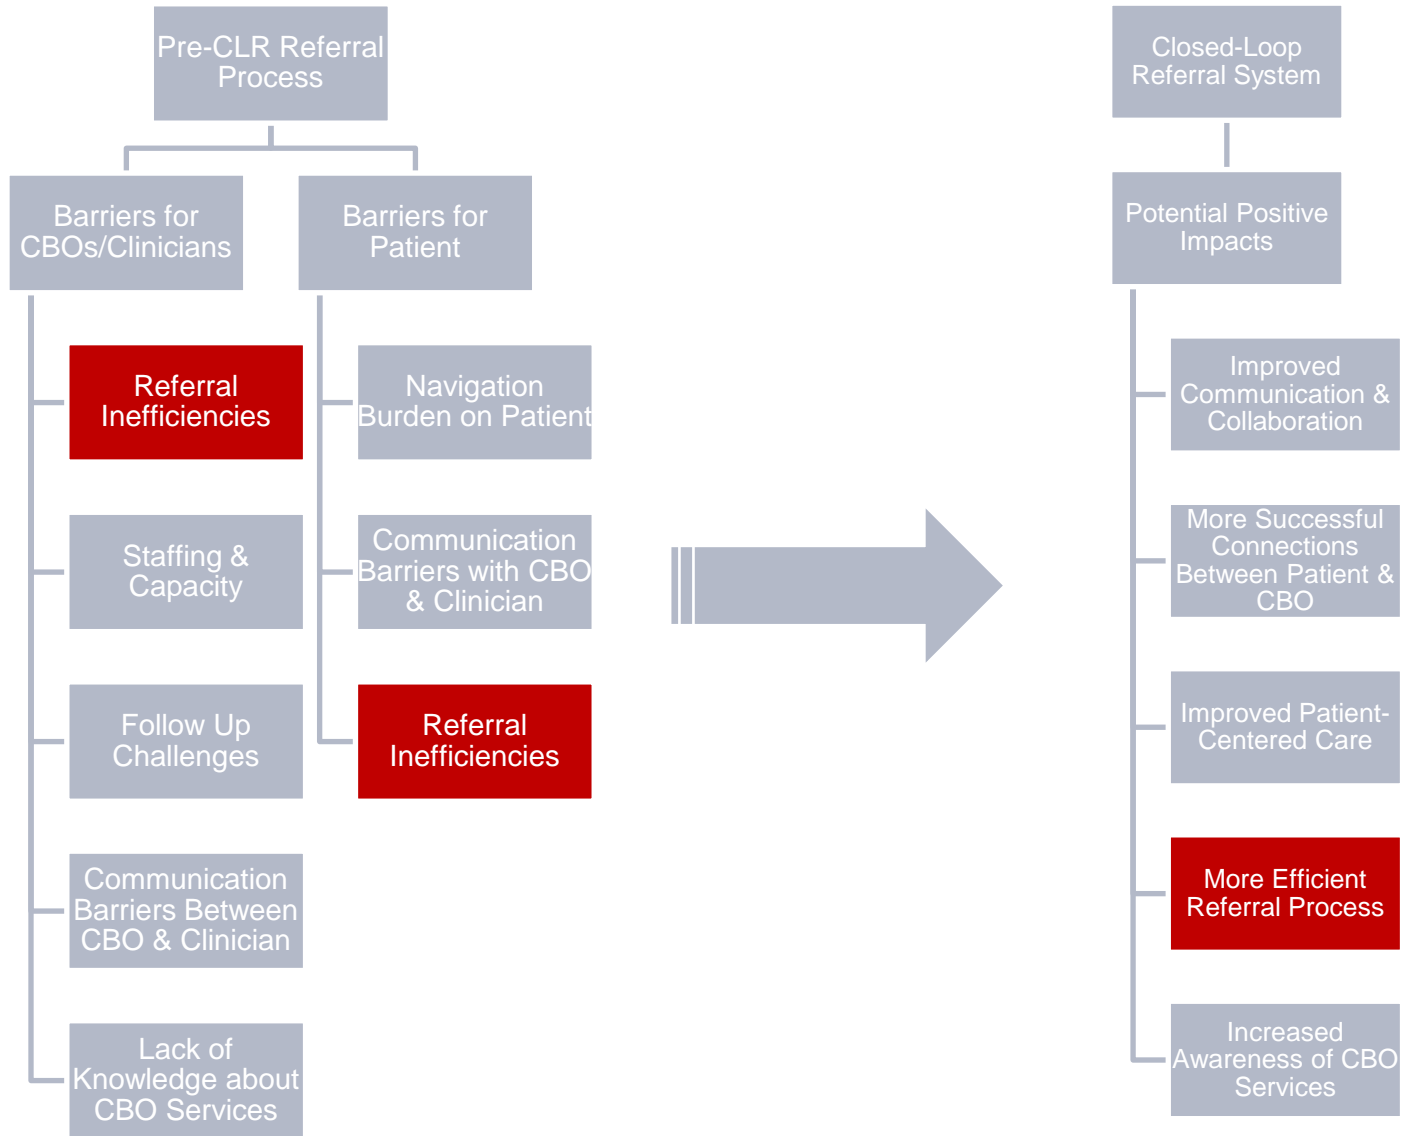 Pre-CLR Referral
Process
Barriers for
CBOs/Clinicians
Referral
Inefficiencies
Staffing &
Capacity
Follow Up
Challenges
Communication
Barriers Between
CBO & Clinician
Lack of
Knowledge about
CBO Services
Barriers for
Patient
Navigation
Burden on Patient
Communication
Barriers with CBO
& Clinician
Referral
Inefficiencies
Closed-Loop
Referral System
Potential Positive
Impacts
Improved
Communication &
Collaboration
More Successful
Connections
Between Patient &
CBO
Improved Patient-
Centered Care
More Efficient
Referral Process
Increased
Awareness of CBO
Services